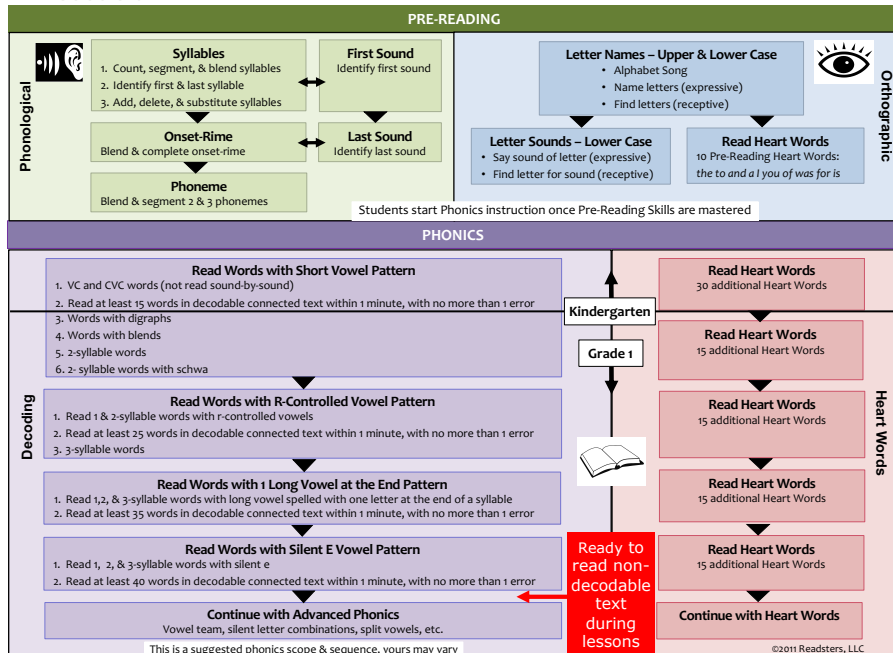 PRE-READING
Phonological
Syllables
1. Count, segment, & blend syllables
2. Identify first & last syllable
3. Add, delete, & substitute syllables
First Sound
Identify first sound
Onset-Rime
Blend & complete onset-rime
Last Sound
Identify last sound
Phoneme
Blend & segment 2 & 3 phonemes
Letter Names – Upper & Lower Case
• Alphabet Song
• Name letters (expressive)
• Find letters (receptive)
Orthographic
Letter Sounds – Lower Case
• Say sound of letter (expressive)
• Find letter for sound (receptive)
Read Heart Words
10 Pre-Reading Heart Words:
the to and a I you of was for is
Students start Phonics instruction once Pre-Reading Skills are mastered
PHONICS
Decoding
Read Words with Short Vowel Pattern
1. VC and CVC words (not read sound-by-sound)
2. Read at least 15 words in decodable connected text within 1 minute, with no more than 1 error
3. Words with digraphs
4. Words with blends
5. 2-syllable words
6. 2- syllable words with schwa
Read Words with R-Controlled Vowel Pattern
1. Read 1 & 2-syllable words with r-controlled vowels
2. Read at least 25 words in decodable connected text within 1 minute, with no more than 1 error
3. 3-syllable words
Read Words with 1 Long Vowel at the End Pattern
1. Read 1,2, & 3-syllable words with long vowel spelled with one letter at the end of a syllable
2. Read at least 35 words in decodable connected text within 1 minute, with no more than 1 error
Read Words with Silent E Vowel Pattern
1. Read 1, 2, & 3-syllable words with silent e
2. Read at least 40 words in decodable connected text within 1 minute, with no more than 1 error
Continue with Advanced Phonics
Vowel team, silent letter combinations, split vowels, etc.
This is a suggested phonics scope & sequence, yours may vary
Kindergarten
Grade 1
Ready to
read non-
decodable
text
during
lessons
Heart Words
Read Heart Words
30 additional Heart Words
Read Heart Words
15 additional Heart Words
Read Heart Words
15 additional Heart Words
Read Heart Words
15 additional Heart Words
Read Heart Words
15 additional Heart Words
Continue with Heart Words
©2011 Readsters, LLC